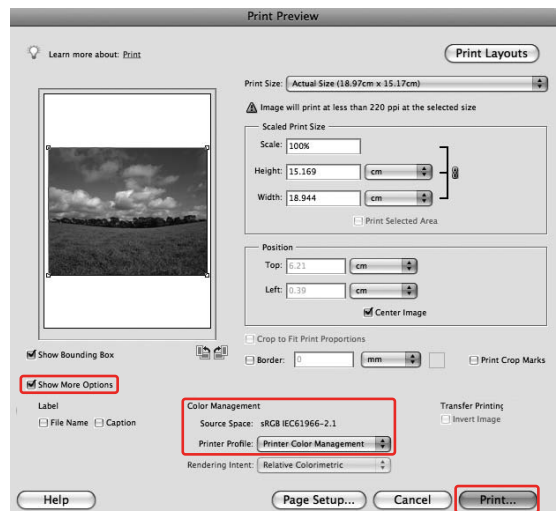 Print Preview
Learn more about: Print
Print Layouts
Print Size: Actual Size (18.97cm x 15.17cm)
Image will print at less than 220 ppi at the selected size
Scaled Print Size
Scale: 100%
Height: 15.169 cm
Width: 18.944 cm
Print Selected Area
Position
Top: 6.21 cm
Left: 0.39 cm
Center Image
Crop to Fit Print Proportions
Show Bounding Box
Border: 0 mm Print Crop Marks
Show More Options
Label Color Management Transfer Printing
File Name Caption Source Space: sRGB IEC61966-2.1 Invert Image
Printer Profile: Printer Color Management
Rendering Intent: Relative Colorimetric
Help Page Setup... Cancel Print...